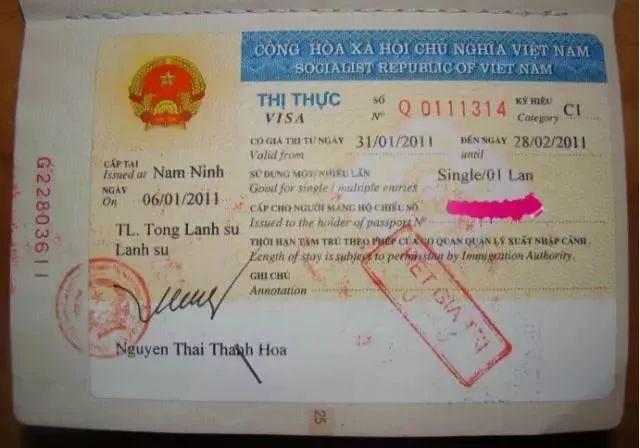 CỘNG HÒA XÃ HỘI CHỦ NGHĨA VIỆT NAM
SOCIALIST REPUBLIC OF VIET NAM
THỊ THỰC SỐ Q 0111314 KÝ HIỆU C1
VISA Nº Category
CÓ GIÁ TRỊ TỪ NGÀY 31/01/2011 ĐẾN NGÀY 28/02/2011
Valid from until
CẤP TẠI Nam Ninh
Issued at
NGÀY 06/01/2011
On
SỬ DỤNG MỘT/NHIỀU LẦN Single/01 Lan
Good for single / multiple entries
CẤP CHO NGƯỜI MANG HỘ CHIẾU SỐ
Issued to the holder of passport Nº
TL. Tong Lanh su
Lanh su
THỜI HẠN TẠM TRÚ THEO PHÉP CỦA CƠ QUAN QUẢN LÝ XUẤT NHẬP CẢNH
Length of stay is subject to permission by Immigration Authority.
GHI CHÚ
Annotation
HẾT GIÁ TRỊ
Nguyen Thai Thanh Hoa
G22803611
25